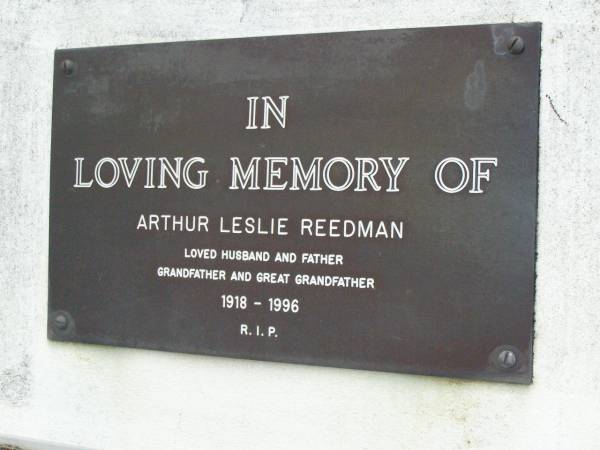 IN
LOVING MEMORY OF
ARTHUR LESLIE REEDMAN
LOVED HUSBAND AND FATHER
GRANDFATHER AND GREAT GRANDFATHER
1918 - 1996
R.I.P.